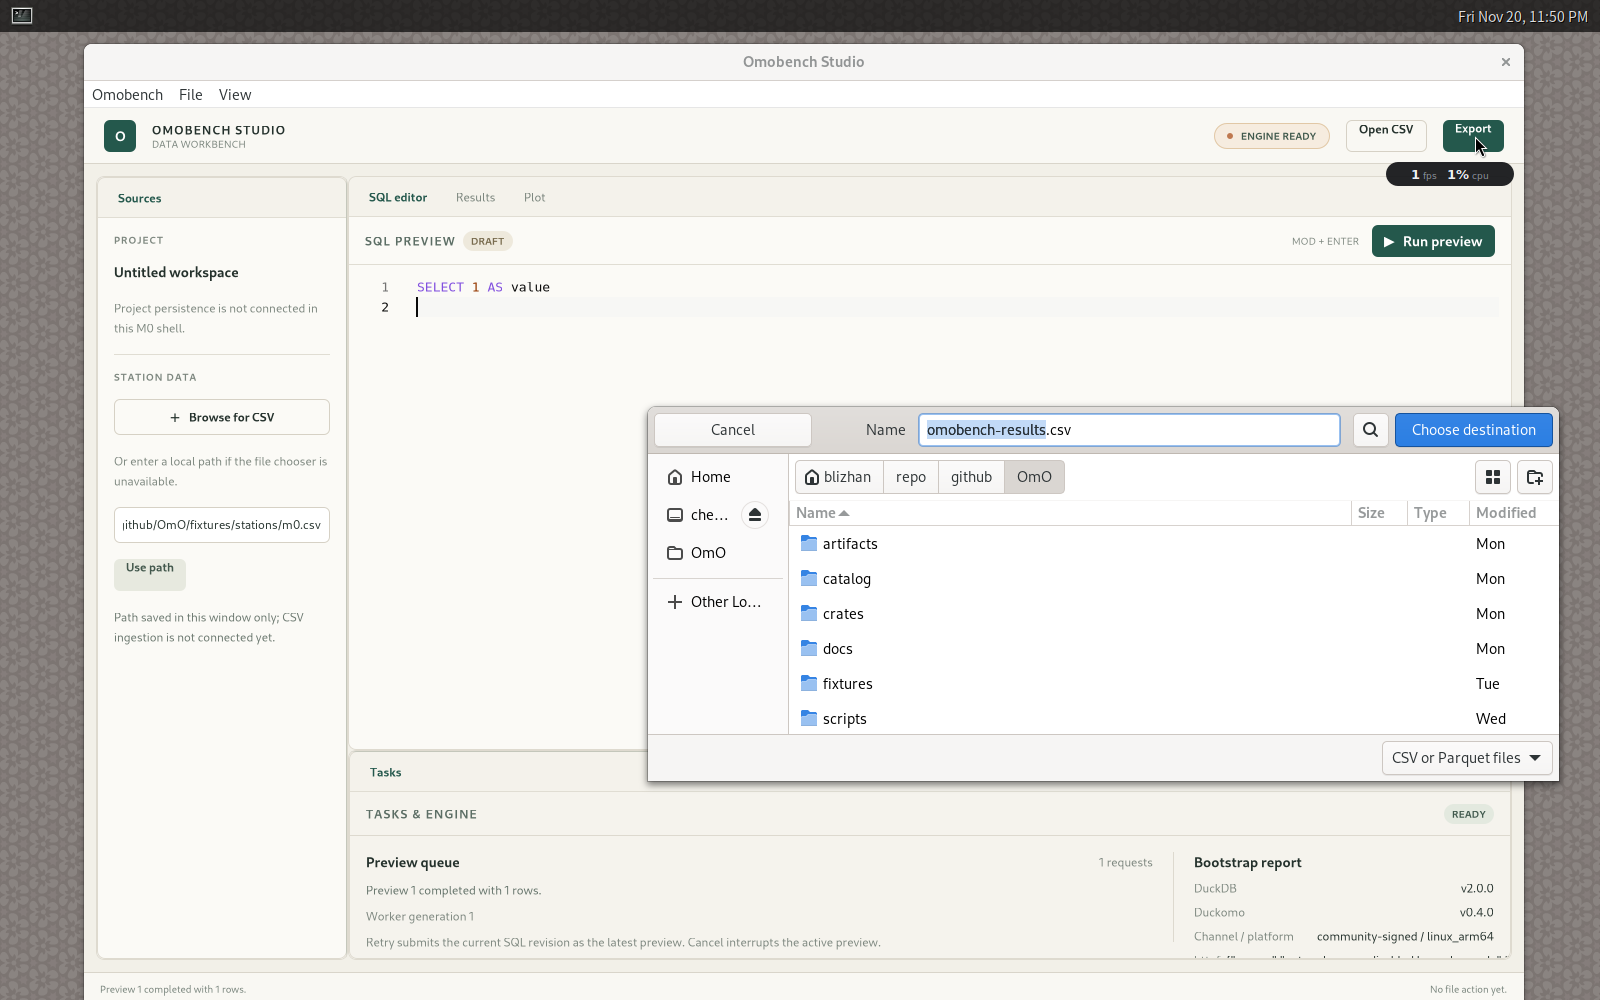 Fri Nov 20, 11:50 PM
Omobench Studio
Omobench File View
O
OMOBENCH STUDIO
DATA WORKBENCH
ENGINE READY
Open CSV
Export
1 fps 1% cpu
Sources
PROJECT
Untitled workspace
Project persistence is not connected in
this M0 shell.
STATION DATA
+ Browse for CSV
Or enter a local path if the file chooser is
unavailable.
github/OmO/fixtures/stations/m0.csv
Use path
Path saved in this window only; CSV
ingestion is not connected yet.
SQL editor Results Plot
SQL PREVIEW DRAFT
MOD + ENTER
Run preview
1 SELECT 1 AS value
2
Cancel
Name
omobench-results.csv
Choose destination
Home
che...
OmO
Other Lo...
blizhan repo github OmO
Name Size Type Modified
artifacts Mon
catalog Mon
crates Mon
docs Mon
fixtures Tue
scripts Wed
CSV or Parquet files
Tasks
TASKS & ENGINE
READY
Preview queue
1 requests
Preview 1 completed with 1 rows.
Worker generation 1
Retry submits the current SQL revision as the latest preview. Cancel interrupts the active preview.
Bootstrap report
DuckDB v2.0.0
Duckomo v0.4.0
Channel / platform community-signed / linux_arm64
Preview 1 completed with 1 rows.
No file action yet.